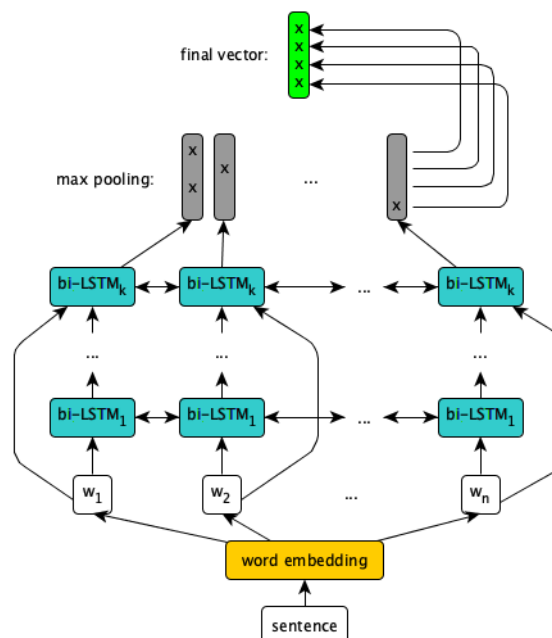 final vector:
x
x
x
x
max pooling:
x
x
x
...
x
bi-LSTMk
bi-LSTMk
...
bi-LSTMk
...
...
...
bi-LSTM1
bi-LSTM1
...
bi-LSTM1
w1
w2
...
wn
word embedding
sentence